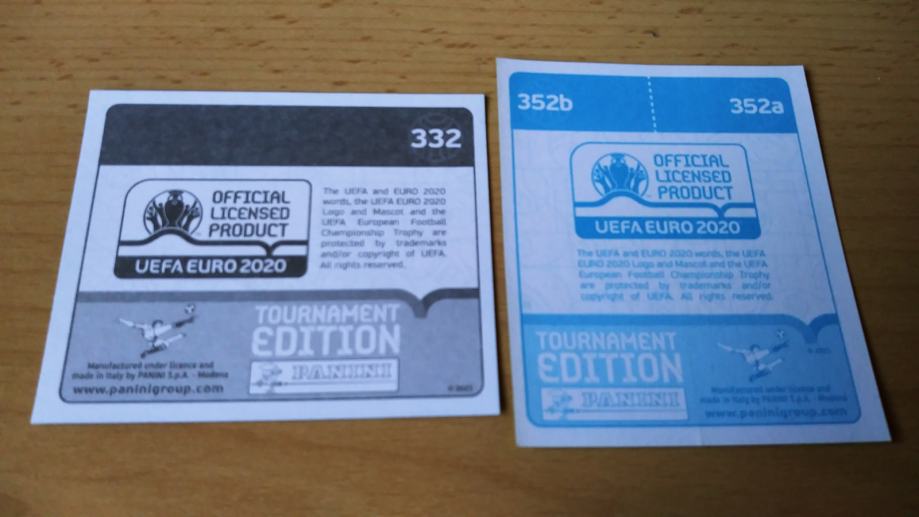 332
OFFICIAL
LICENSED
PRODUCT
UEFA EURO 2020
The UEFA and EURO 2020
words, the UEFA EURO 2020
Logo and Mascot and the
UEFA European Football
Championship Trophy are
protected by trademarks
and/or copyright of UEFA.
All rights reserved.
TOURNAMENT
EDITION
PANINI
Manufactured under licence and
made in Italy by PANINI S.p.A. - Modena
www.paninigroup.com
352b
352a
OFFICIAL
LICENSED
PRODUCT
UEFA EURO 2020
The UEFA and EURO 2020 words, the UEFA
EURO 2020 Logo and Mascot and the UEFA
European Football Championship Trophy
are protected by trademarks and/or
copyright of UEFA. All rights reserved.
TOURNAMENT
EDITION
PANINI
Manufactured under licence and
made in Italy by PANINI S.p.A. - Modena
www.paninigroup.com